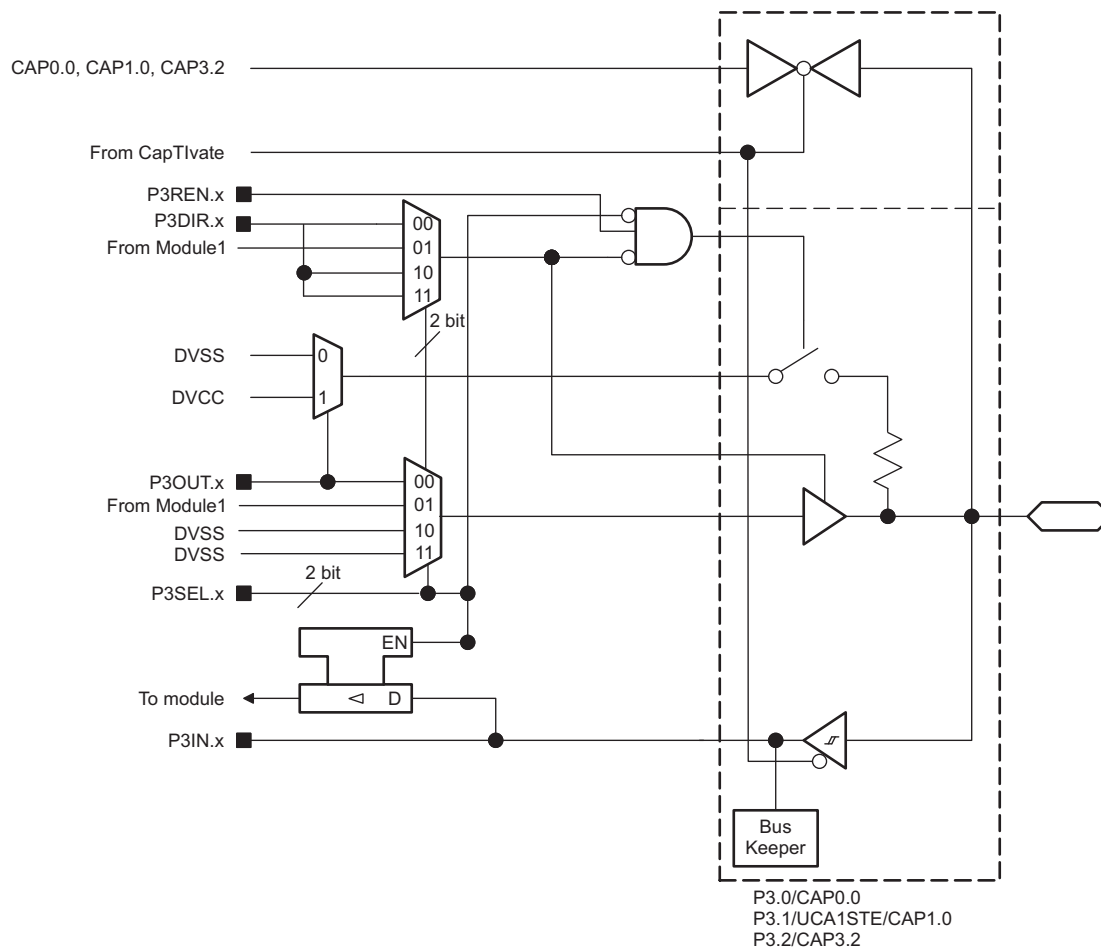 CAP0.0, CAP1.0, CAP3.2
From CapTIvate
P3REN.x
P3DIR.x
From Module1
00
01
10
11
2 bit
DVSS
DVCC
0
1
P3OUT.x
From Module1
DVSS
DVSS
00
01
10
11
P3SEL.x
2 bit
EN
D
To module
P3IN.x
Bus
Keeper
P3.0/CAP0.0
P3.1/UCA1STE/CAP1.0
P3.2/CAP3.2